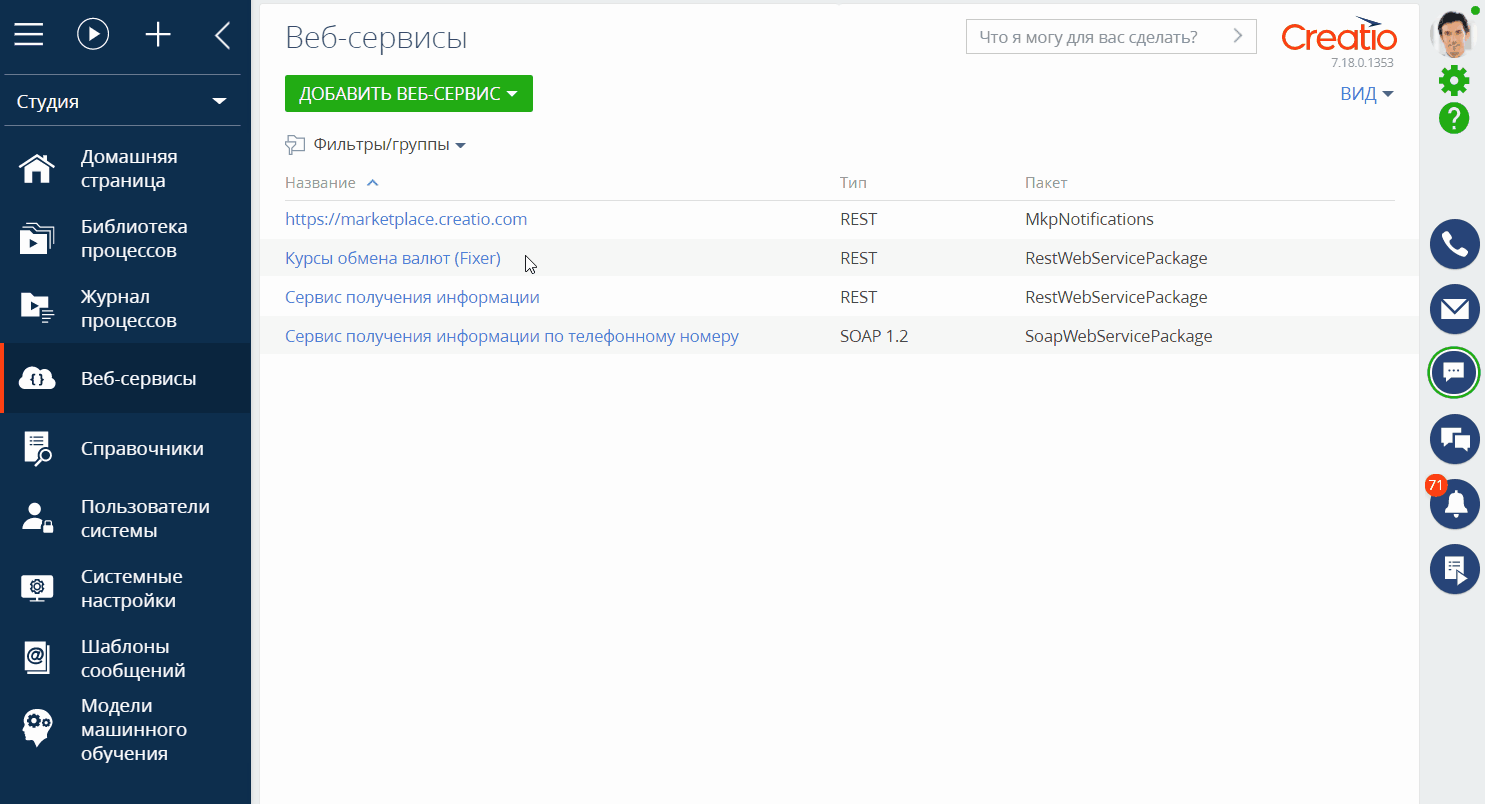 Студия
Домашняя
страница
Библиотека
процессов
Журнал
процессов
Веб-сервисы
Справочники
Пользователи
системы
Системные
настройки
Шаблоны
сообщений
Модели
машинного
обучения
Веб-сервисы
Что я могу для вас сделать?
Creatio
7.18.0.1353
ДОБАВИТЬ ВЕБ-СЕРВИС
ВИД
Фильтры/группы
Название Тип Пакет
https://marketplace.creatio.com REST MkpNotifications
Курсы обмена валют (Fixer) REST RestWebServicePackage
Сервис получения информации REST RestWebServicePackage
Сервис получения информации по телефонному номеру SOAP 1.2 SoapWebServicePackage
71